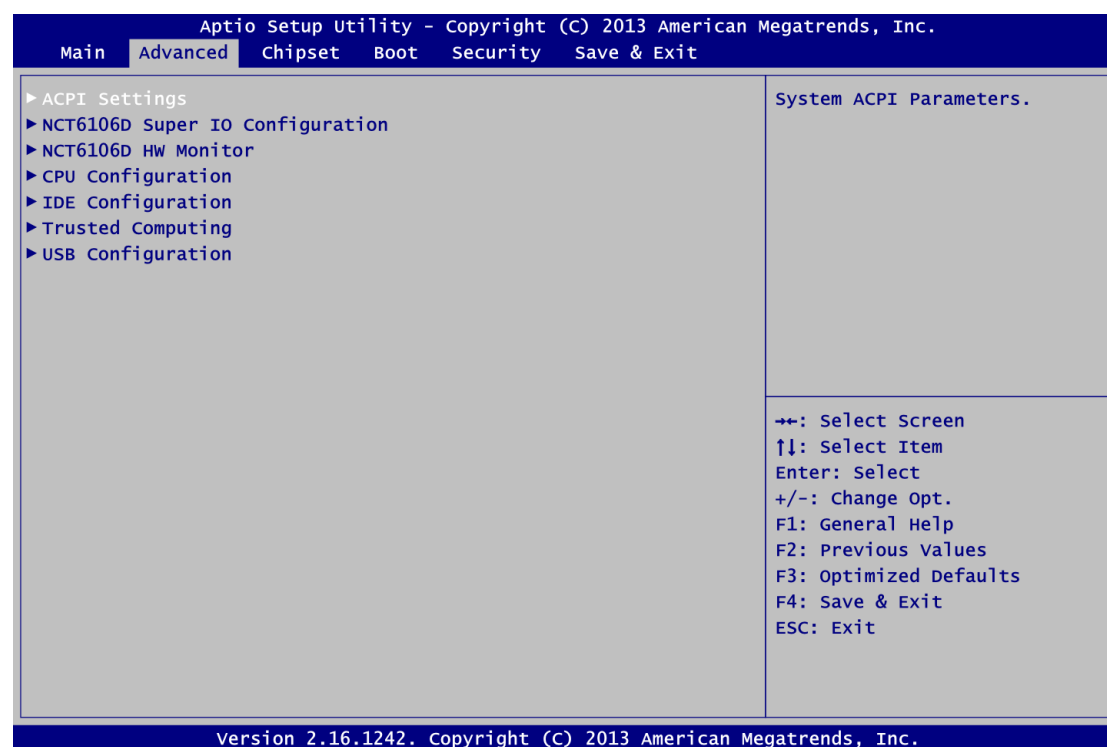 Aptio Setup Utility – Copyright (C) 2013 American Megatrends, Inc.
Main Advanced Chipset Boot Security Save & Exit
►ACPI Settings
►NCT6106D Super IO Configuration
►NCT6106D HW Monitor
►CPU Configuration
►IDE Configuration
►Trusted Computing
►USB Configuration
System ACPI Parameters.
→←: Select Screen
↑↓: Select Item
Enter: Select
+/-: Change Opt.
F1: General Help
F2: Previous Values
F3: Optimized Defaults
F4: Save & Exit
ESC: Exit
Version 2.16.1242. Copyright (C) 2013 American Megatrends, Inc.